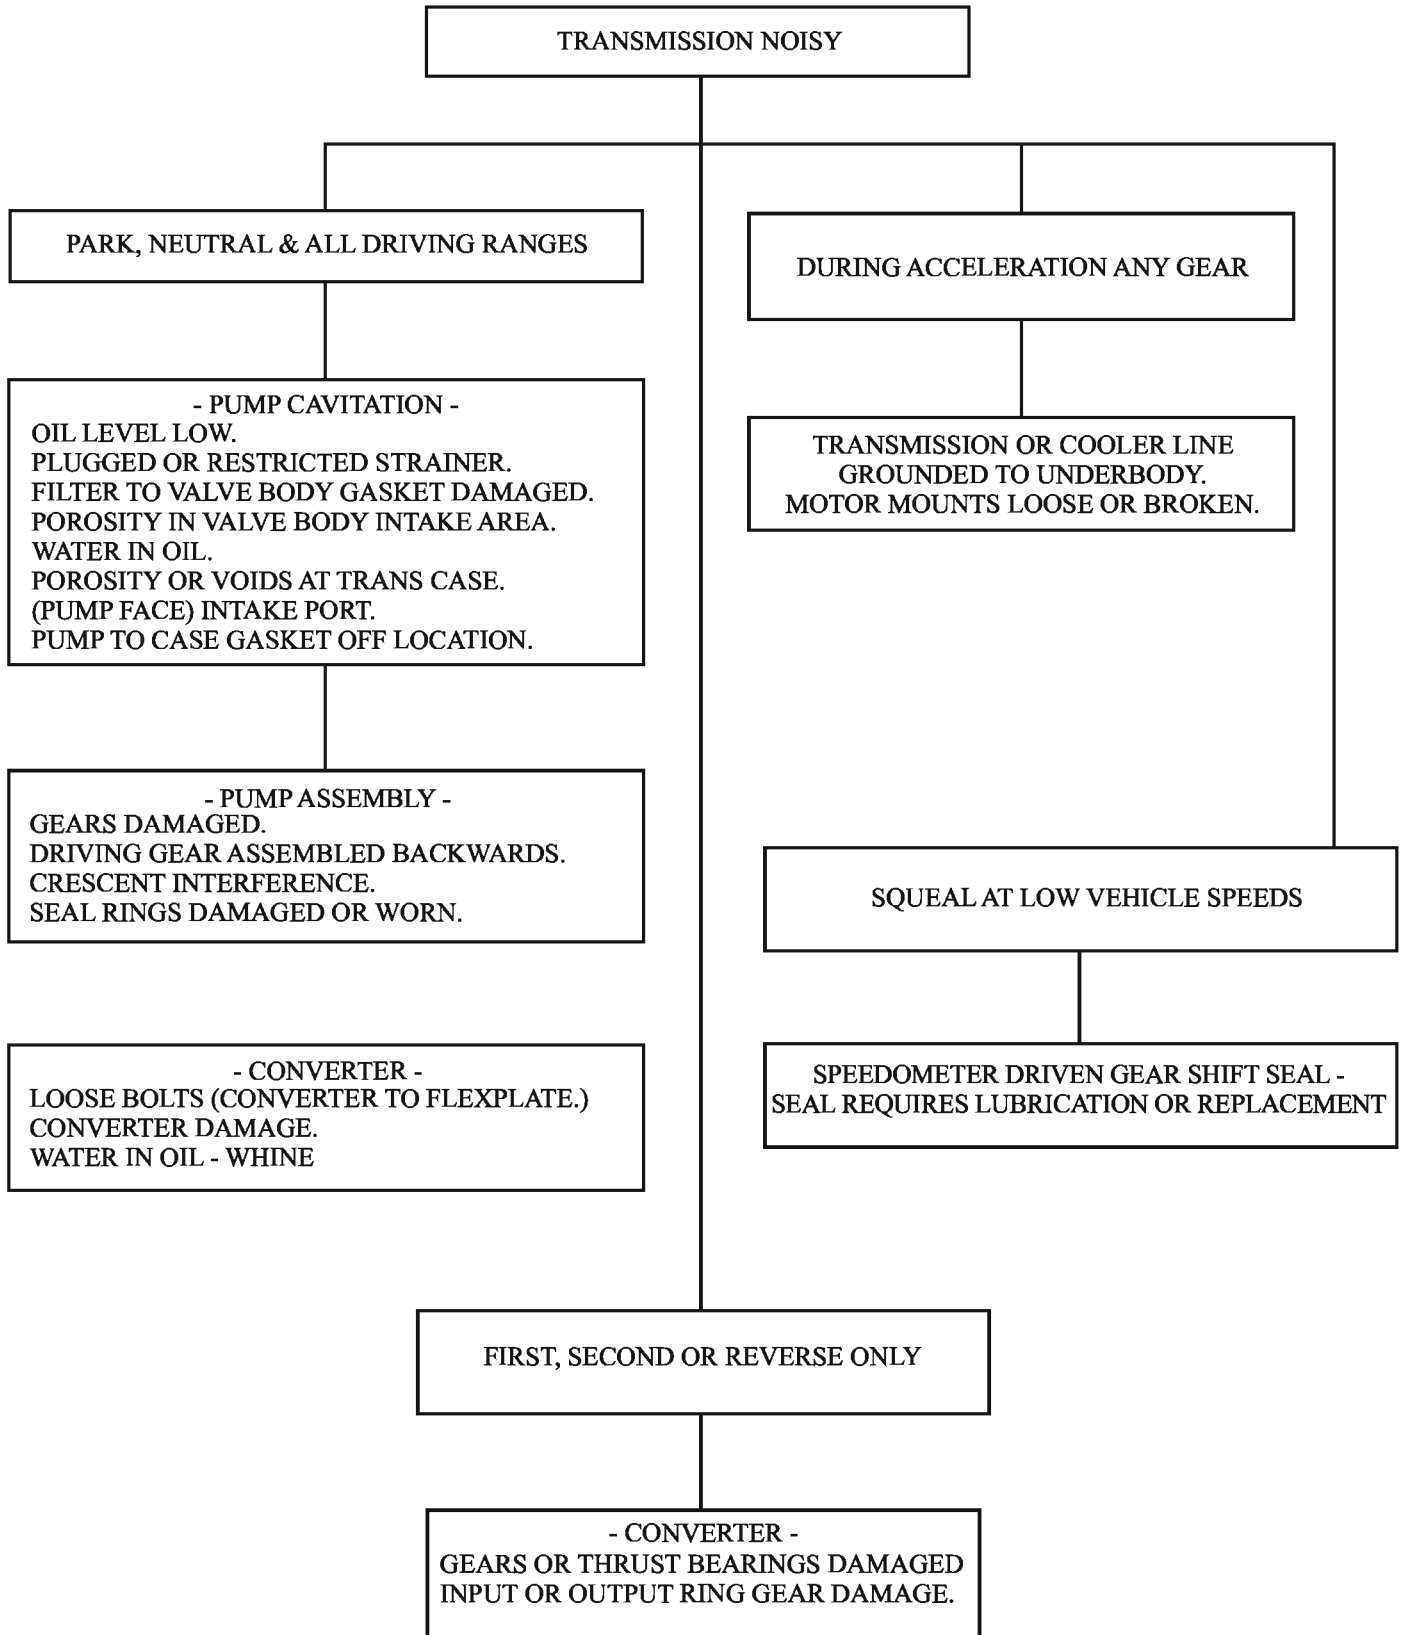 TRANSMISSION NOISY
PARK, NEUTRAL & ALL DRIVING RANGES
- PUMP CAVITATION -
OIL LEVEL LOW.
PLUGGED OR RESTRICTED STRAINER.
FILTER TO VALVE BODY GASKET DAMAGED.
POROSITY IN VALVE BODY INTAKE AREA.
WATER IN OIL.
POROSITY OR VOIDS AT TRANS CASE.
(PUMP FACE) INTAKE PORT.
PUMP TO CASE GASKET OFF LOCATION.
- PUMP ASSEMBLY -
GEARS DAMAGED.
DRIVING GEAR ASSEMBLED BACKWARDS.
CRESCENT INTERFERENCE.
SEAL RINGS DAMAGED OR WORN.
- CONVERTER -
LOOSE BOLTS (CONVERTER TO FLEXPLATE.)
CONVERTER DAMAGE.
WATER IN OIL - WHINE
DURING ACCELERATION ANY GEAR
TRANSMISSION OR COOLER LINE
GROUNDED TO UNDERBODY.
MOTOR MOUNTS LOOSE OR BROKEN.
SQUEAL AT LOW VEHICLE SPEEDS
SPEEDOMETER DRIVEN GEAR SHIFT SEAL -
SEAL REQUIRES LUBRICATION OR REPLACEMENT
FIRST, SECOND OR REVERSE ONLY
- CONVERTER -
GEARS OR THRUST BEARINGS DAMAGED
INPUT OR OUTPUT RING GEAR DAMAGE.